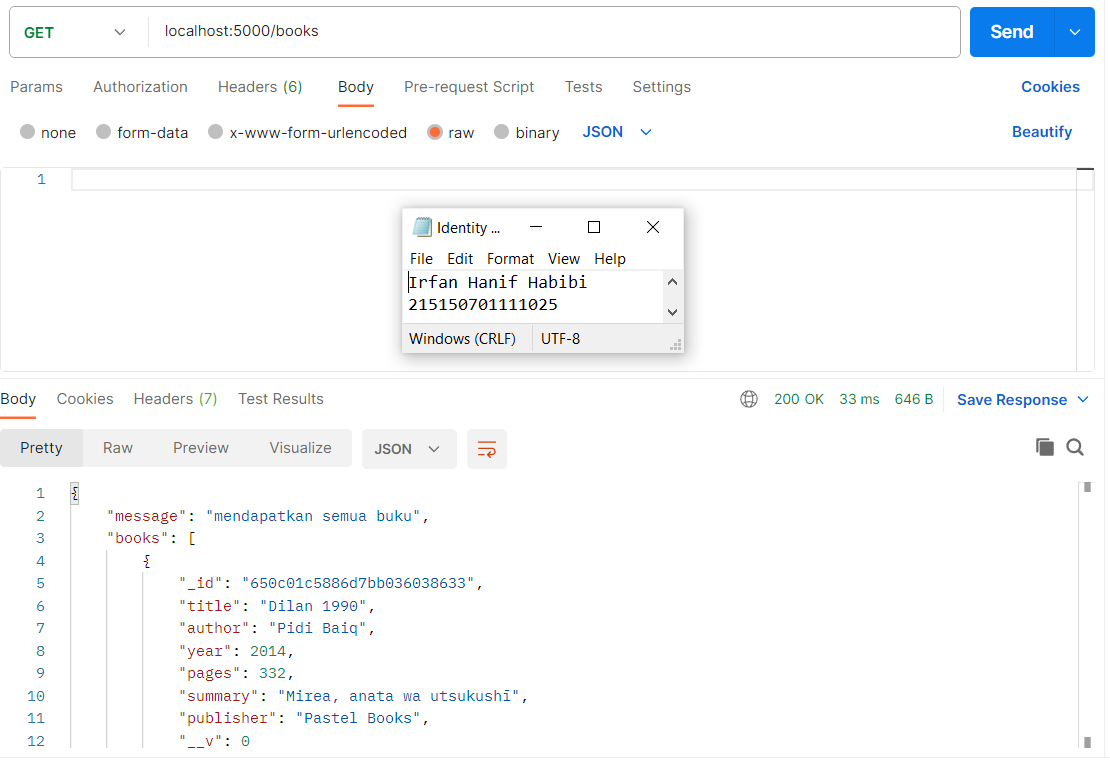 GET localhost:5000/books Send
Params Authorization Headers (6) Body Pre-request Script Tests Settings Cookies
none form-data x-www-form-urlencoded raw binary JSON Beautify
1
Identity ...
File Edit Format View Help
Irfan Hanif Habibi
215150701111025
Windows (CRLF) UTF-8
Body Cookies Headers (7) Test Results 200 OK 33 ms 646 B Save Response
Pretty Raw Preview Visualize JSON
1 {
2 "message": "mendapatkan semua buku",
3 "books": [
4 {
5 "_id": "650c01c5886d7bb036038633",
6 "title": "Dilan 1990",
7 "author": "Pidi Baiq",
8 "year": 2014,
9 "pages": 332,
10 "summary": "Mirea, anata wa utsukushī",
11 "publisher": "Pastel Books",
12 "__v": 0